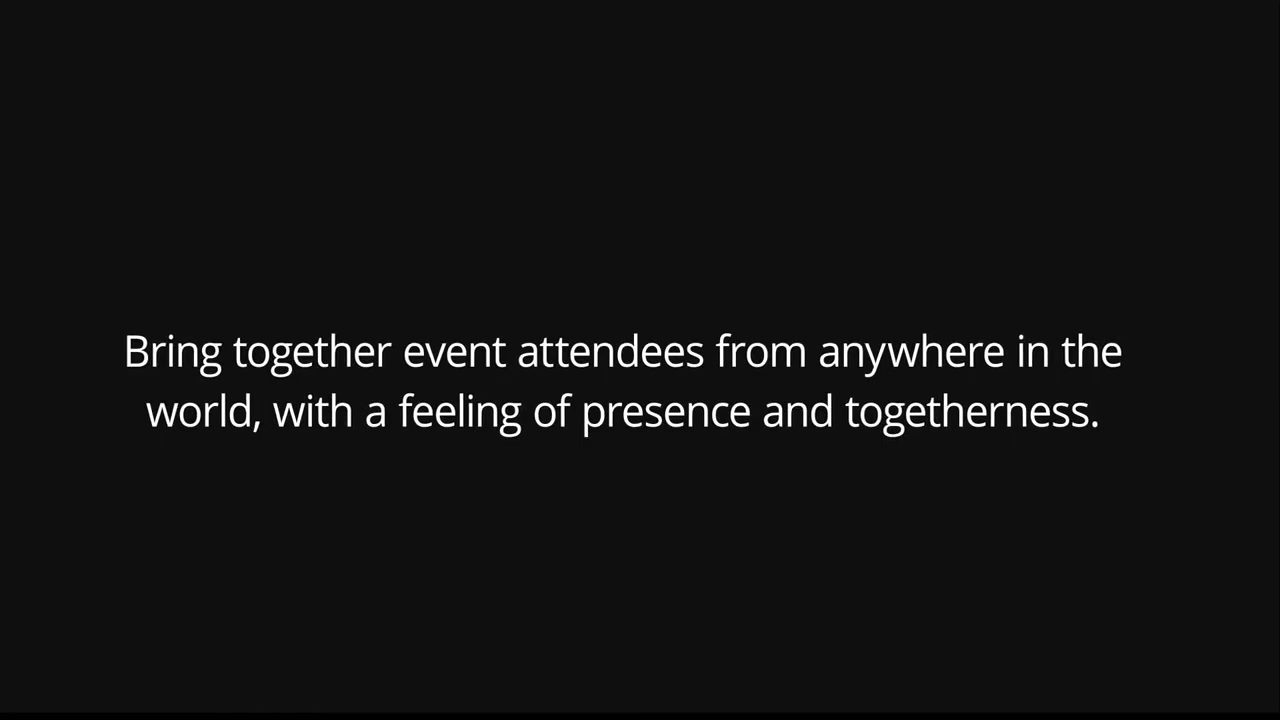 Bring together event attendees from anywhere in the
world, with a feeling of presence and togetherness.